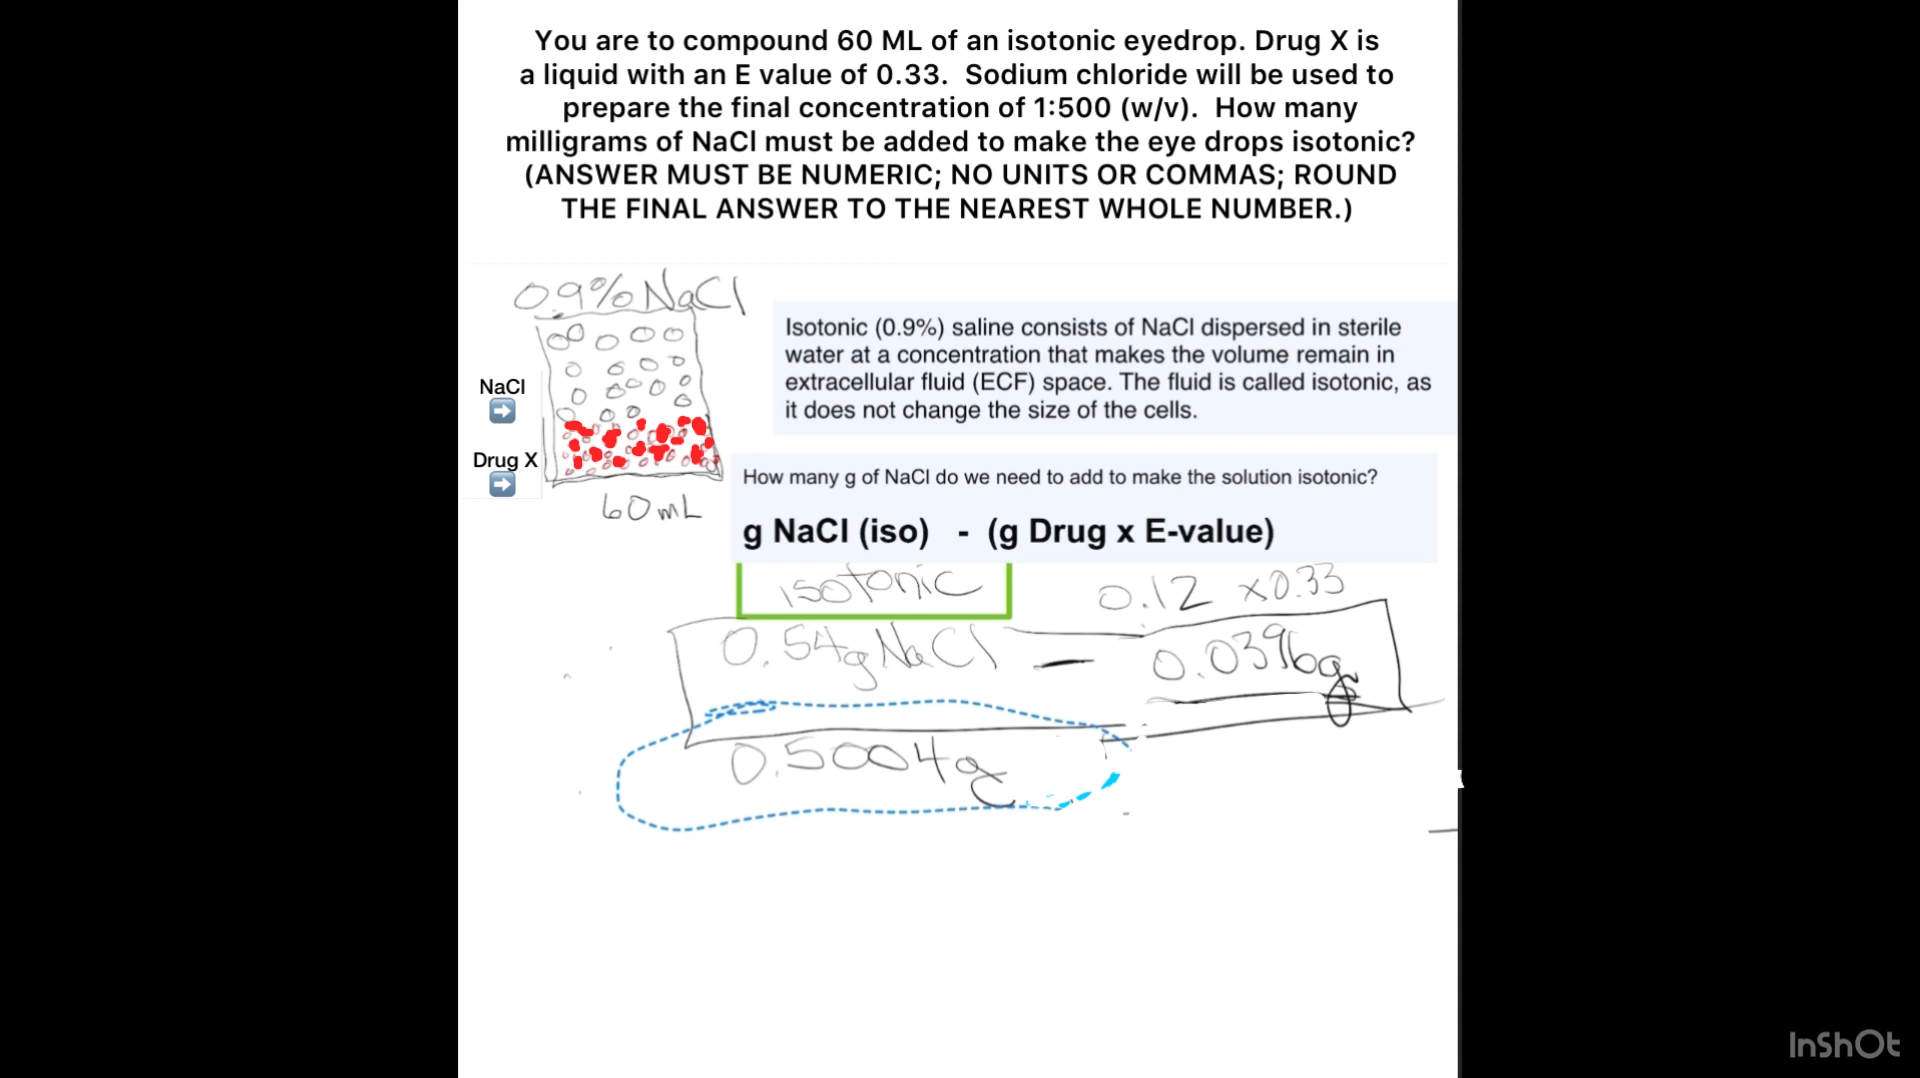 You are to compound 60 ML of an isotonic eyedrop. Drug X is
a liquid with an E value of 0.33. Sodium chloride will be used to
prepare the final concentration of 1:500 (w/v). How many
milligrams of NaCl must be added to make the eye drops isotonic?
(ANSWER MUST BE NUMERIC; NO UNITS OR COMMAS; ROUND
THE FINAL ANSWER TO THE NEAREST WHOLE NUMBER.)
0.9% NaCl
NaCl
Drug X
60 mL
Isotonic (0.9%) saline consists of NaCl dispersed in sterile
water at a concentration that makes the volume remain in
extracellular fluid (ECF) space. The fluid is called isotonic, as
it does not change the size of the cells.
How many g of NaCl do we need to add to make the solution isotonic?
g NaCl (iso) - (g Drug x E-value)
isotonic
0.12 x0.33
0.54g NaCl - 0.0396g
0.5004g
InShOt